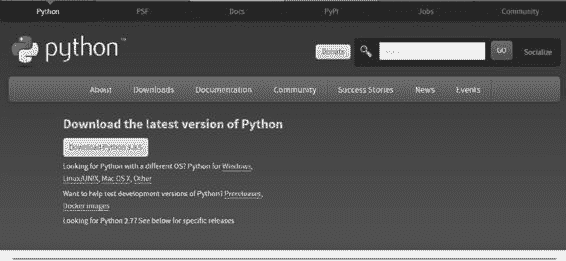 Python PSF Docs PyPI Jobs Community
python™
Donate GO Socialize
About Downloads Documentation Community Success Stories News Events
Download the latest version of Python
Download Python
Looking for Python with a different OS? Python for Windows,
Linux/UNIX, Mac OS X, Other
Want to help test development versions of Python? Prereleases,
Docker images
Looking for Python 2.7? See below for specific releases